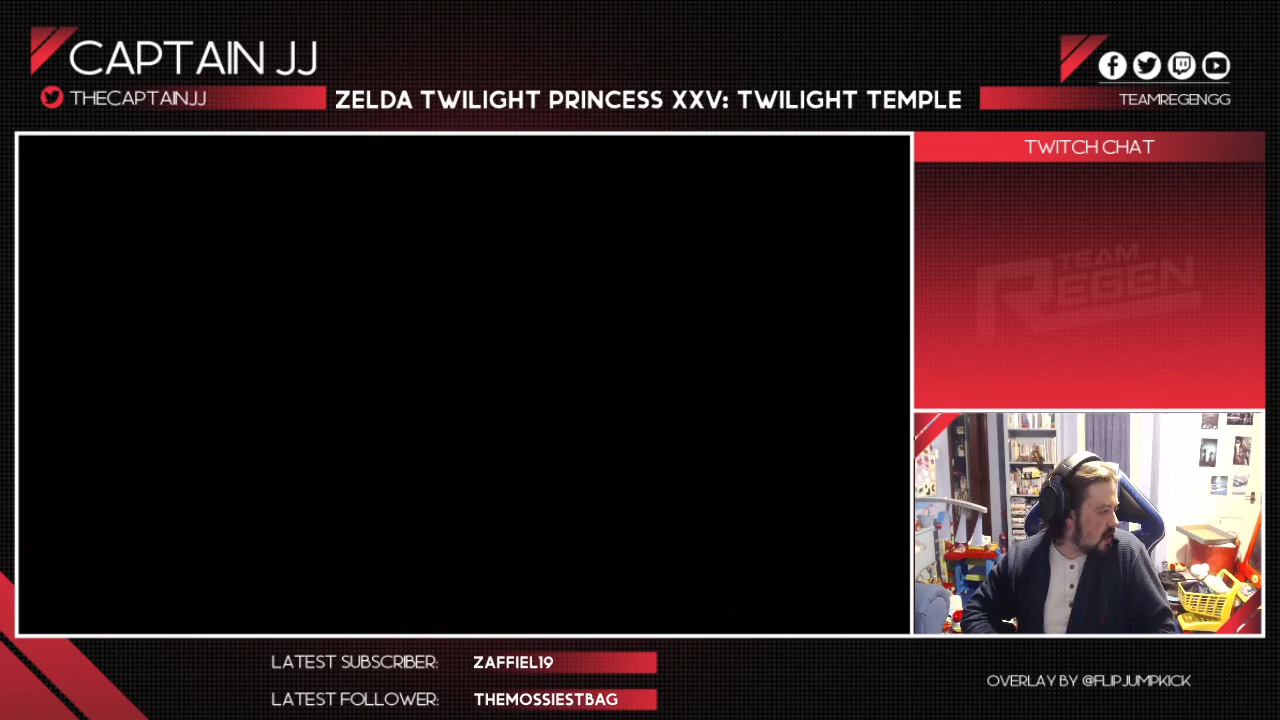 CAPTAIN JJ
THECAPTAINJJ
ZELDA TWILIGHT PRINCESS XXV: TWILIGHT TEMPLE
TEAMREGENGG
TWITCH CHAT
TEAM
REGEN
LATEST SUBSCRIBER: ZAFFIEL19
LATEST FOLLOWER: THEMOSSIESTBAG
OVERLAY BY @FLIPJUMPKICK